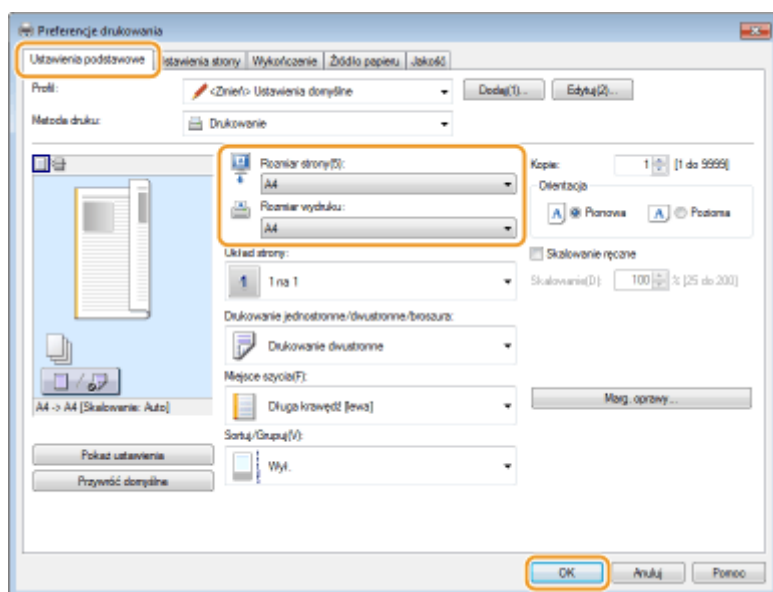 Preferencje drukowania
Ustawienia podstawowe Ustawienia strony Wykończenie Źródło papieru Jakość
Profil: <Zmień> Ustawienia domyślne Dodaj(1)... Edytuj(2)...
Metoda druku: Drukowanie
Rozmiar strony(5):
A4
Rozmiar wydruku:
A4
Kopie: 1 [1 do 9999]
Orientacja
A Pionowa A Pozioma
Układ strony:
1 1 na 1
Skalowanie ręczne
Skalowanie(D): 100 % [25 do 200]
Drukowanie jednostronne/dwustronne/broszura:
Drukowanie dwustronne
Miejsce szycia(F):
Długa krawędź [lewa]
Marg. oprawy...
A4 -> A4 [Skalowanie: Auto]
Sortuj/Grupuj(V):
Wył.
Pokaż ustawienia
Przywróć domyślne
OK Anuluj Pomoc